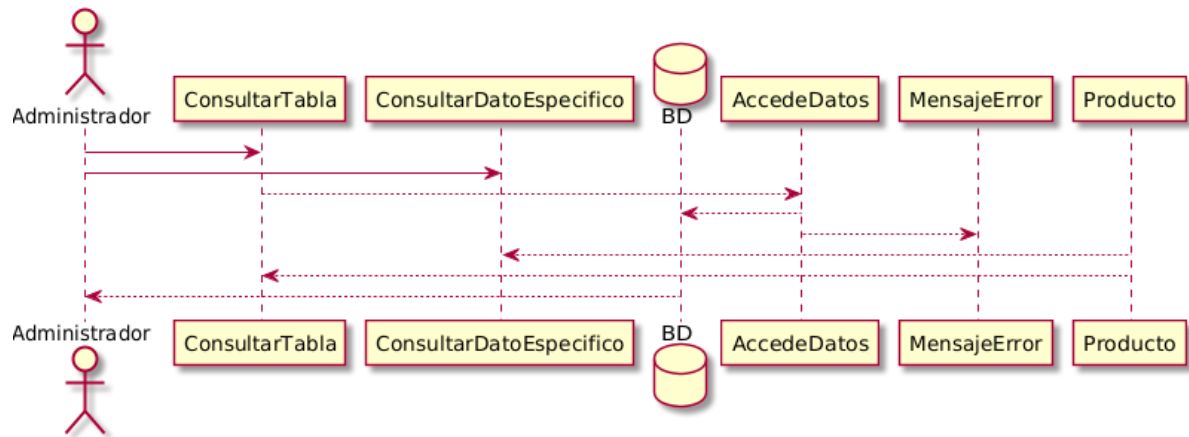 Administrador
ConsultarTabla
ConsultarDatoEspecifico
BD
AccedeDatos
MensajeError
Producto
Administrador
ConsultarTabla
ConsultarDatoEspecifico
BD
AccedeDatos
MensajeError
Producto